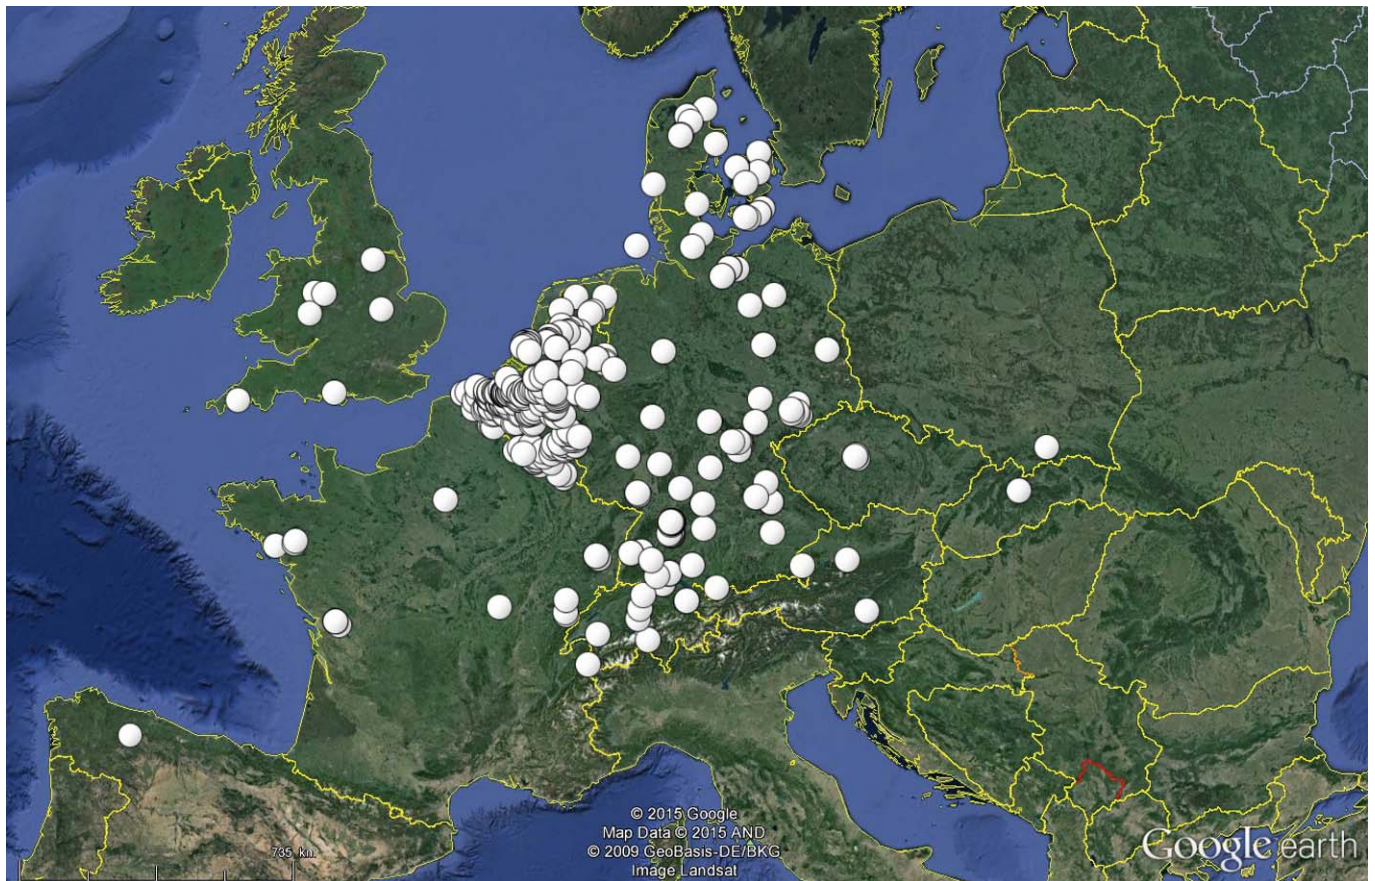 735 km
© 2015 Google
Map Data © 2015 AND
© 2009 GeoBasis-DE/BKG
Image Landsat
Google earth